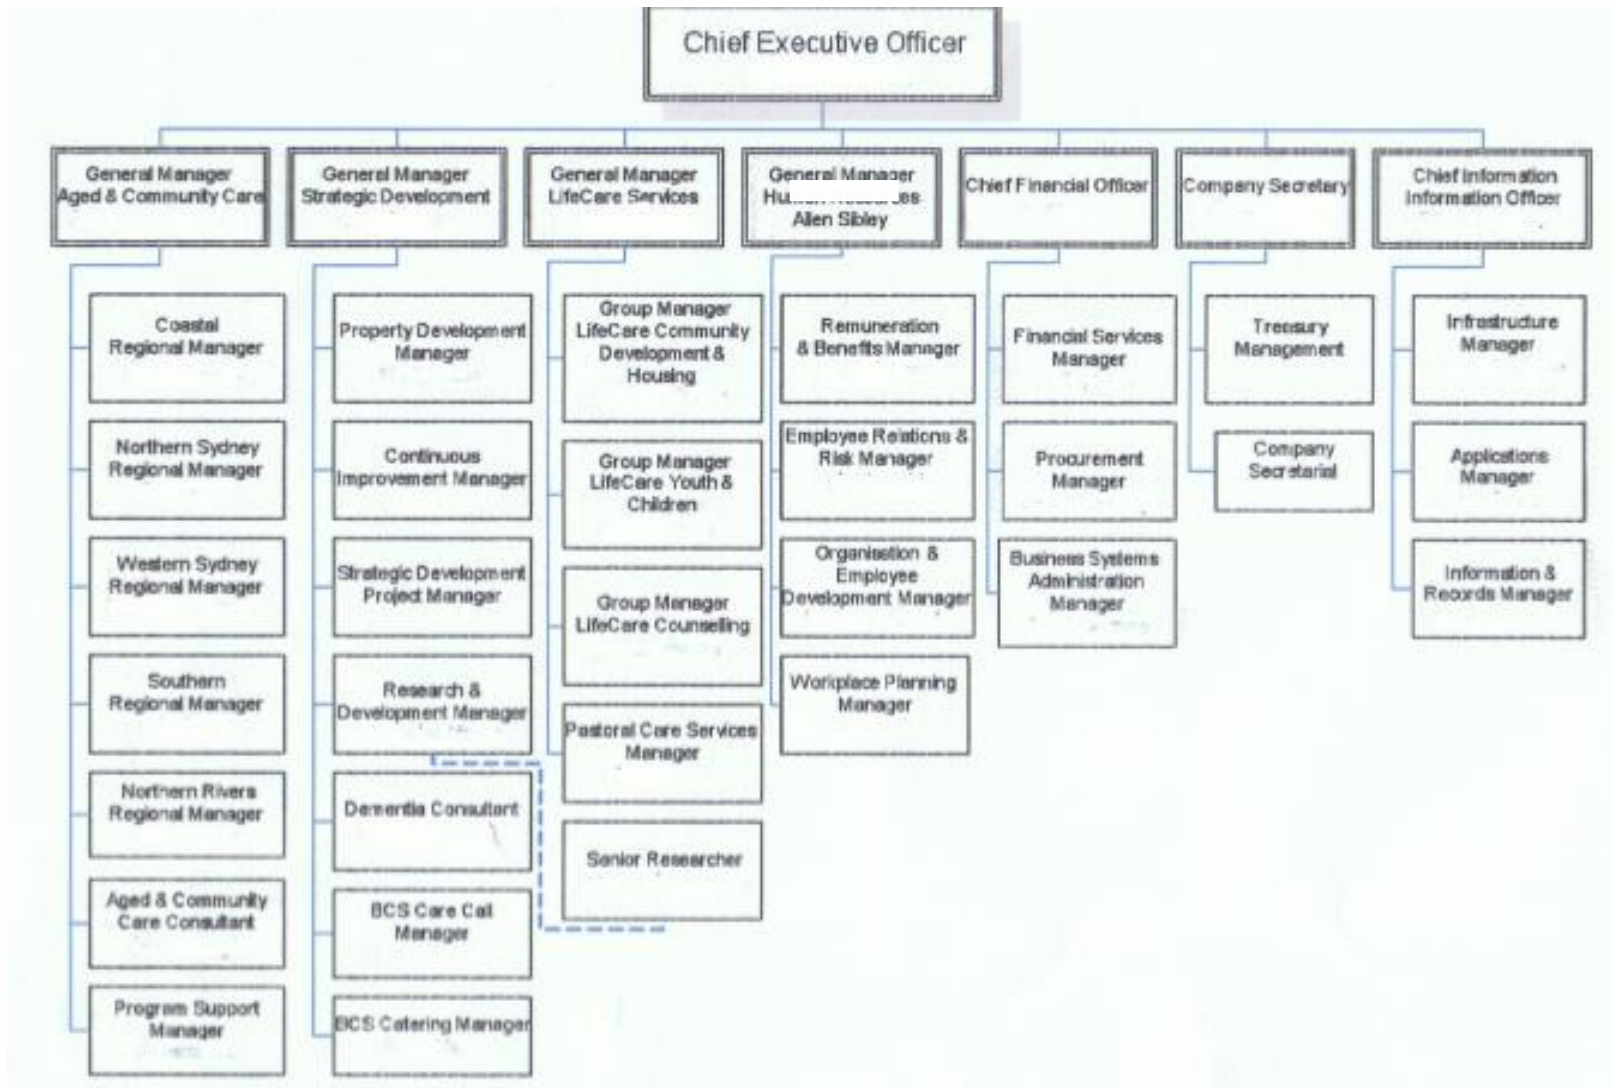 Chief Executive Officer
General Manager
Aged & Community Care
General Manager
Strategic Development
General Manager
LifeCare Services
General Manager
Allen Sibley
Chief Financial Officer
Company Secretary
Chief Information
Information Officer
Coastal
Regional Manager
Northern Sydney
Regional Manager
Western Sydney
Regional Manager
Southern
Regional Manager
Northern Rivers
Regional Manager
Aged & Community
Care Consultant
Program Support
Manager
Property Development
Manager
Continuous
Improvement Manager
Strategic Development
Project Manager
Research &
Development Manager
Dementia Consultant
BCS Care Call
Manager
BCS Catering Manager
Group Manager
LifeCare Community
Development &
Housing
Group Manager
LifeCare Youth &
Children
Group Manager
LifeCare Counselling
Pastoral Care Services
Manager
Senior Researcher
Remuneration
& Benefits Manager
Employee Relations &
Risk Manager
Organisation &
Employee
Development Manager
Workplace Planning
Manager
Financial Services
Manager
Procurement
Manager
Business Systems
Administration
Manager
Treasury
Management
Company
Secretarial
Infrastructure
Manager
Applications
Manager
Information &
Records Manager